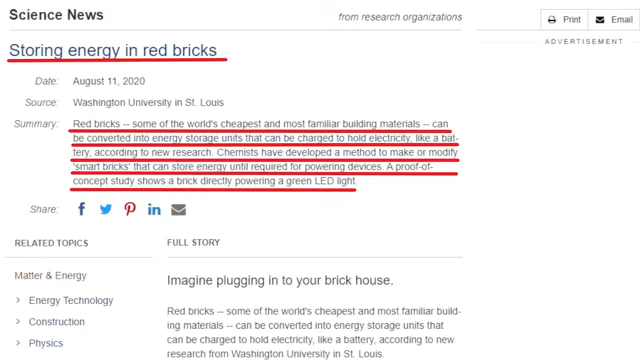 Science News
from research organizations
Print
Email
ADVERTISEMENT
Storing energy in red bricks
Date: August 11, 2020
Source: Washington University in St. Louis
Summary: Red bricks -- some of the world's cheapest and most familiar building materials -- can
be converted into energy storage units that can be charged to hold electricity, like a bat-
tery, according to new research. Chemists have developed a method to make or modify
'smart bricks' that can store energy until required for powering devices. A proof-of-
concept study shows a brick directly powering a green LED light.
Share:
RELATED TOPICS
Matter & Energy
Energy Technology
Construction
Physics
FULL STORY
Imagine plugging in to your brick house.
Red bricks -- some of the world's cheapest and most familiar build-
ing materials -- can be converted into energy storage units that
can be charged to hold electricity, like a battery, according to new
research from Washington University in St. Louis.